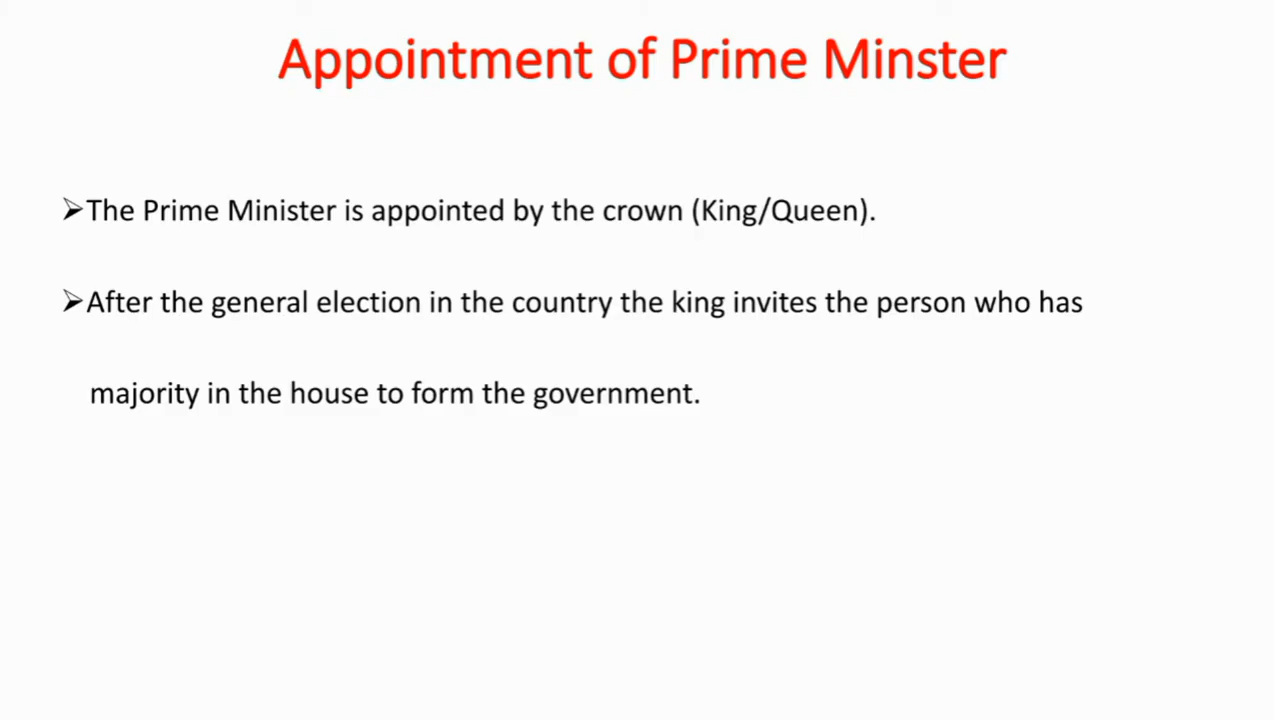 Appointment of Prime Minster
➢The Prime Minister is appointed by the crown (King/Queen).
➢After the general election in the country the king invites the person who has
majority in the house to form the government.